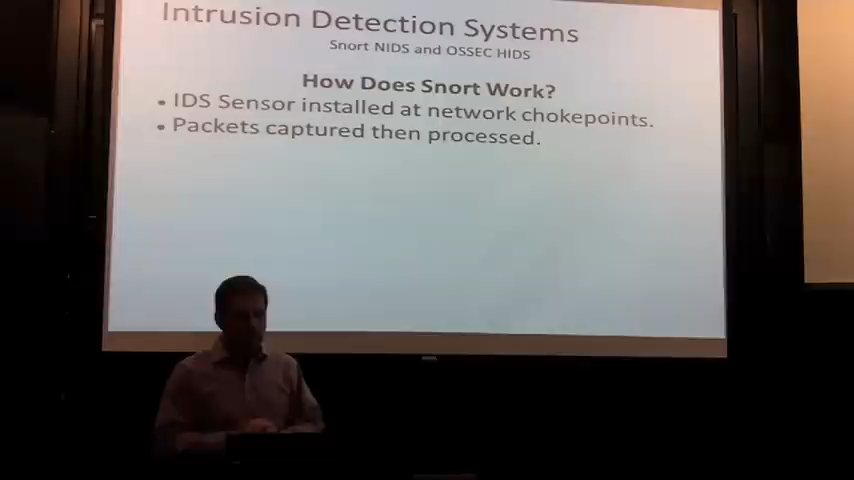 Intrusion Detection Systems
Snort NIDS and OSSEC HIDS
How Does Snort Work?
• IDS Sensor installed at network chokepoints.
• Packets captured then processed.